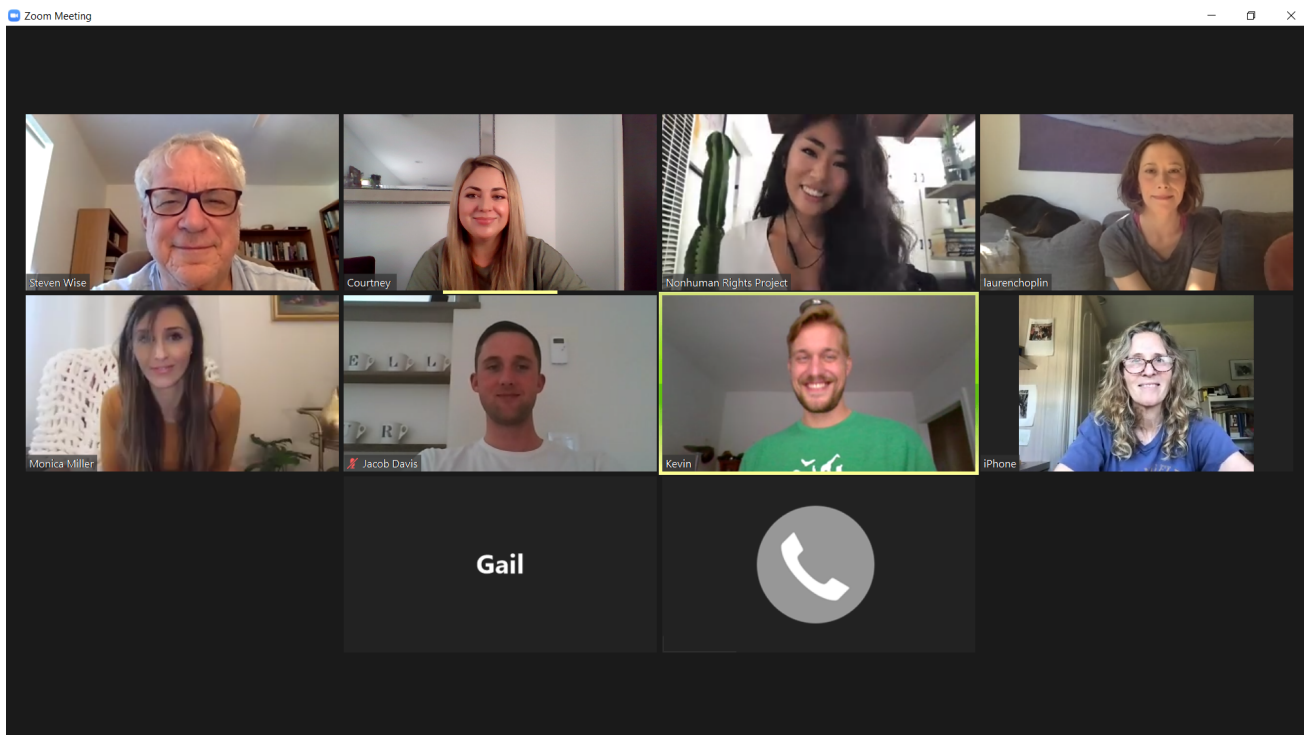 Zoom Meeting
Steven Wise
Courtney
Nonhuman Rights Project
laurenchoplin
Monica Miller
E L L
R
Jacob Davis
Kevin
iPhone
Gail